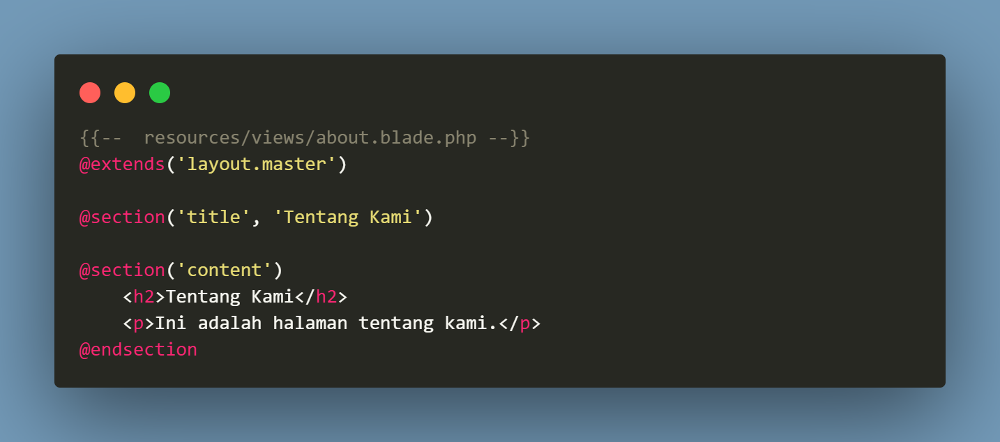 {{--  resources/views/about.blade.php --}}
@extends('layout.master')
@section('title', 'Tentang Kami')
@section('content')
    <h2>Tentang Kami</h2>
    <p>Ini adalah halaman tentang kami.</p>
@endsection